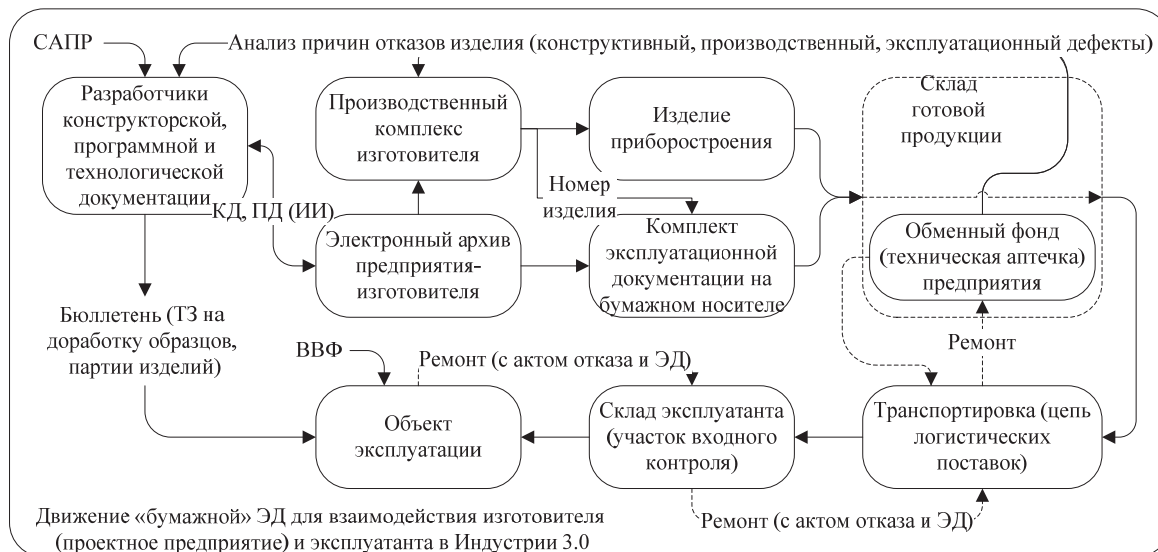 САПР
Анализ причин отказов изделия (конструктивный, производственный, эксплуатационный дефекты)
Разработчики
конструкторской,
программной и
технологической
документации
Производственный
комплекс
изготовителя
Изделие
приборостроения
Склад
готовой
продукции
Номер
изделия
КД, ПД (ИИ)
Электронный архив
предприятия-
изготовителя
Комплект
эксплуатационной
документации на
бумажном носителе
Обменный фонд
(техническая аптечка)
предприятия
Бюллетень (ТЗ на
доработку образцов,
партии изделий)
ВВФ
Ремонт (с актом отказа и ЭД)
Ремонт
Объект
эксплуатации
Склад эксплуатанта
(участок входного
контроля)
Транспортировка (цепь
логистических
поставок)
Ремонт (с актом отказа и ЭД)
Движение «бумажной» ЭД для взаимодействия изготовителя
(проектное предприятие) и эксплуатанта в Индустрии 3.0